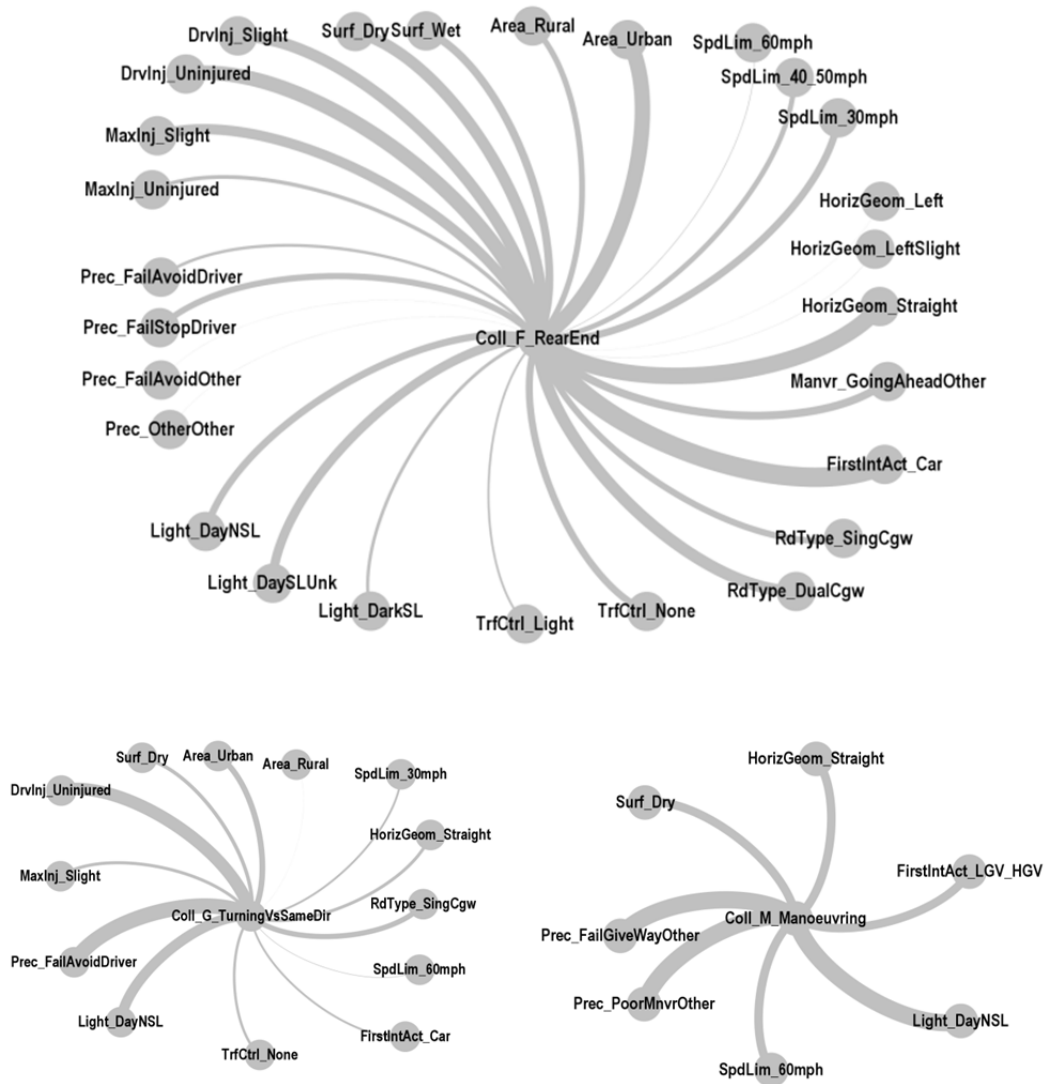 DrvInj_Slight
Surf_Dry
Surf_Wet
Area_Rural
Area_Urban
SpdLim_60mph
DrvInj_Uninjured
SpdLim_40_50mph
MaxInj_Slight
SpdLim_30mph
MaxInj_Uninjured
HorizGeom_Left
HorizGeom_LeftSlight
Prec_FailAvoidDriver
HorizGeom_Straight
Prec_FailStopDriver
Coll_F_RearEnd
Prec_FailAvoidOther
Manvr_GoingAheadOther
Prec_OtherOther
FirstIntAct_Car
Light_DayNSL
RdType_SingCgw
Light_DaySLUnk
RdType_DualCgw
Light_DarkSL
TrfCtrl_Light
TrfCtrl_None
Surf_Dry
Area_Urban
Area_Rural
SpdLim_30mph
DrvInj_Uninjured
HorizGeom_Straight
MaxInj_Slight
RdType_SingCgw
Coll_G_TurningVsSameDir
Prec_FailAvoidDriver
SpdLim_60mph
Light_DayNSL
FirstIntAct_Car
TrfCtrl_None
HorizGeom_Straight
Surf_Dry
FirstIntAct_LGV_HGV
Coll_M_Manoeuvring
Prec_FailGiveWayOther
Prec_PoorMnvrOther
Light_DayNSL
SpdLim_60mph